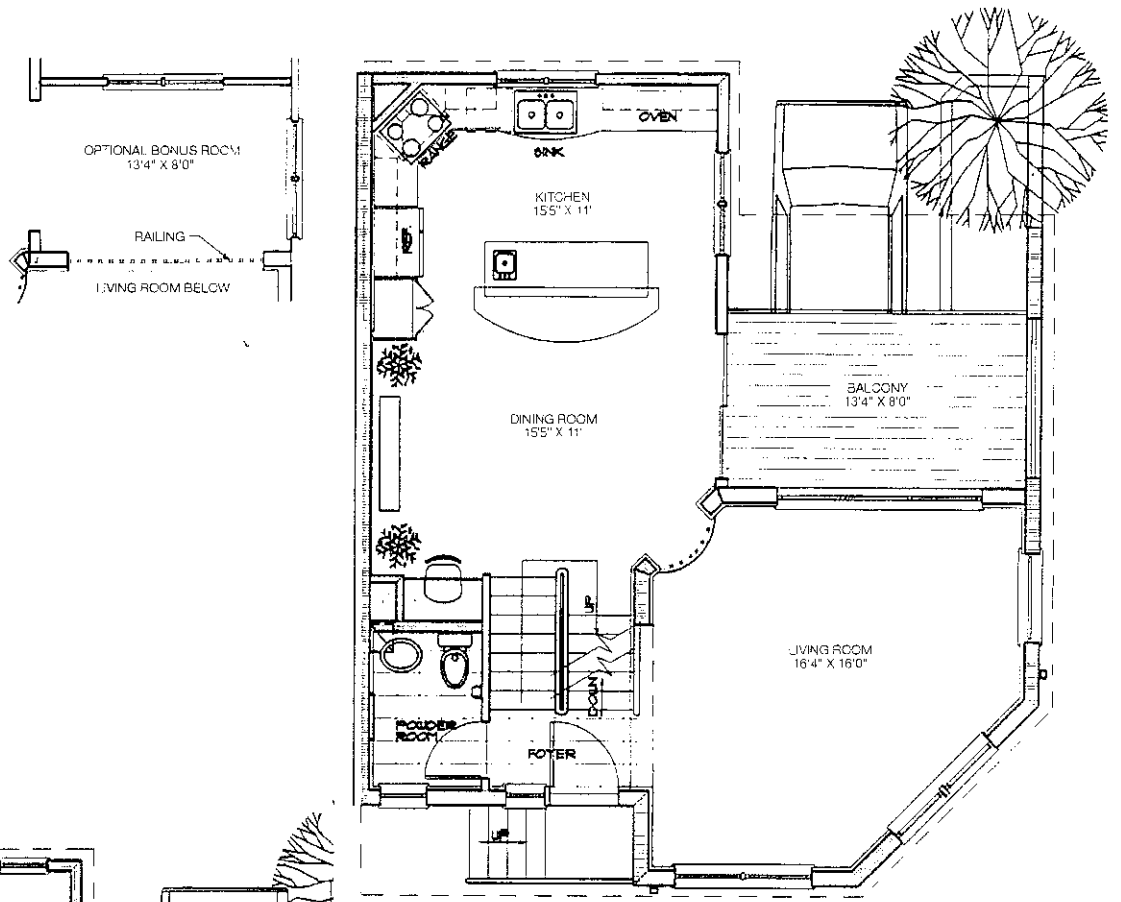 OPTIONAL BONUS ROOM
13'4" X 8'0"
RAILING
LIVING ROOM BELOW
RANGE
SINK
OVEN
KITCHEN
15'5" X 11'
REF.
BALCONY
13'4" X 8'0"
DINING ROOM
15'5" X 11'
UP
DOWN
LIVING ROOM
16'4" X 16'0"
POWDER
ROOM
FOYER
UP